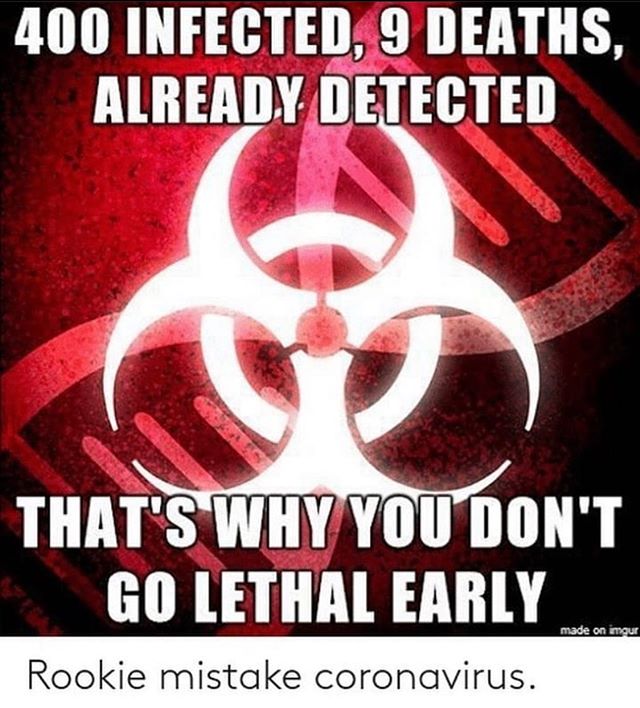 400 INFECTED, 9 DEATHS,
ALREADY DETECTED
THAT'S WHY YOU DON'T
GO LETHAL EARLY
made on imgur
Rookie mistake coronavirus.